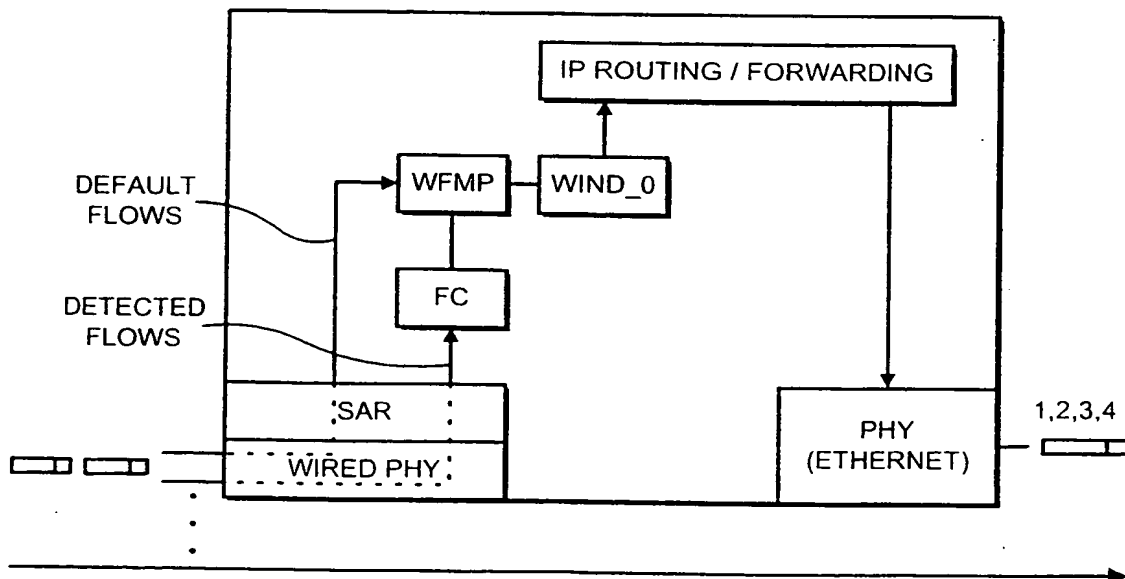 IP ROUTING / FORWARDING
DEFAULT
FLOWS
WFMP
WIND_0
DETECTED
FLOWS
FC
SAR
WIRED PHY
PHY
(ETHERNET)
1,2,3,4